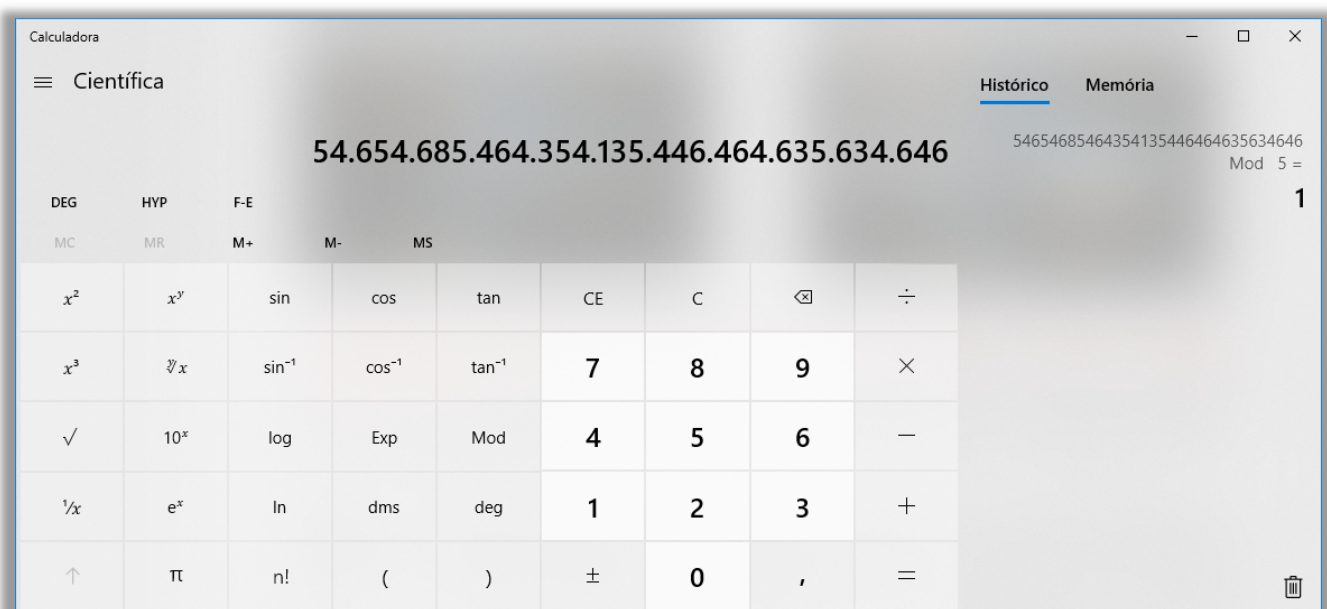 Calculadora
Científica
Histórico Memória
54.654.685.464.354.135.446.464.635.634.646
54654685464354135446464635634646
Mod 5 =
1
DEG HYP F-E
MC MR M+ M- MS
x² xʸ sin cos tan CE C ÷
x³ ʸ√x sin⁻¹ cos⁻¹ tan⁻¹ 7 8 9 ×
√ 10ˣ log Exp Mod 4 5 6 −
¹/x eˣ ln dms deg 1 2 3 +
↑ π n! ( ) ± 0 , =